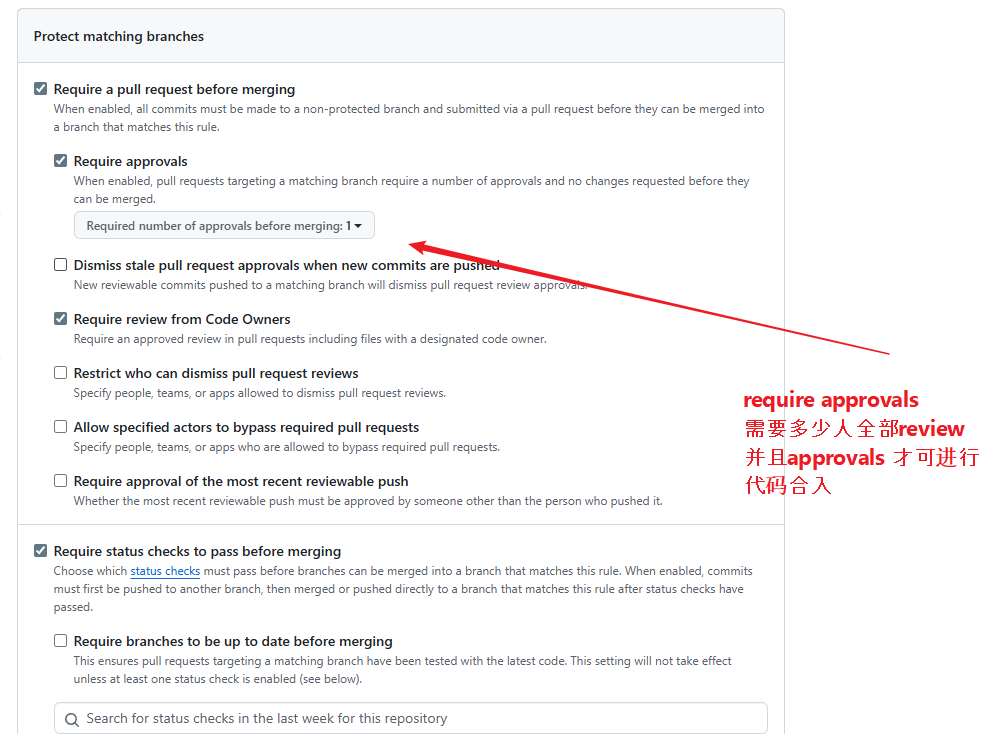 Protect matching branches
Require a pull request before merging
When enabled, all commits must be made to a non-protected branch and submitted via a pull request before they can be merged into
a branch that matches this rule.
Require approvals
When enabled, pull requests targeting a matching branch require a number of approvals and no changes requested before they
can be merged.
Required number of approvals before merging: 1
Dismiss stale pull request approvals when new commits are pushed
New reviewable commits pushed to a matching branch will dismiss pull request review approvals.
Require review from Code Owners
Require an approved review in pull requests including files with a designated code owner.
Restrict who can dismiss pull request reviews
Specify people, teams, or apps allowed to dismiss pull request reviews.
Allow specified actors to bypass required pull requests
Specify people, teams, or apps who are allowed to bypass required pull requests.
Require approval of the most recent reviewable push
Whether the most recent reviewable push must be approved by someone other than the person who pushed it.
require approvals
需要多少人全部review
并且approvals 才可进行
代码合入
Require status checks to pass before merging
Choose which status checks must pass before branches can be merged into a branch that matches this rule. When enabled, commits
must first be pushed to another branch, then merged or pushed directly to a branch that matches this rule after status checks have
passed.
Require branches to be up to date before merging
This ensures pull requests targeting a matching branch have been tested with the latest code. This setting will not take effect
unless at least one status check is enabled (see below).
Search for status checks in the last week for this repository